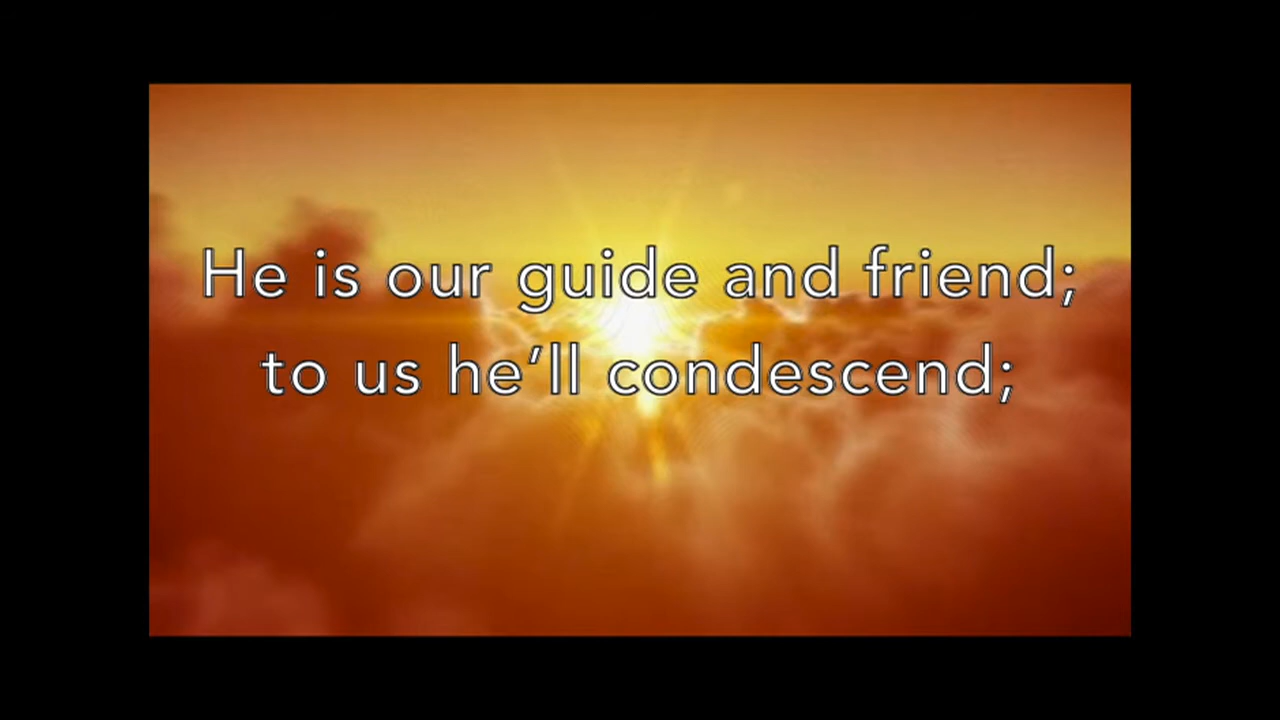 He is our guide and friend;
to us he’ll condescend;